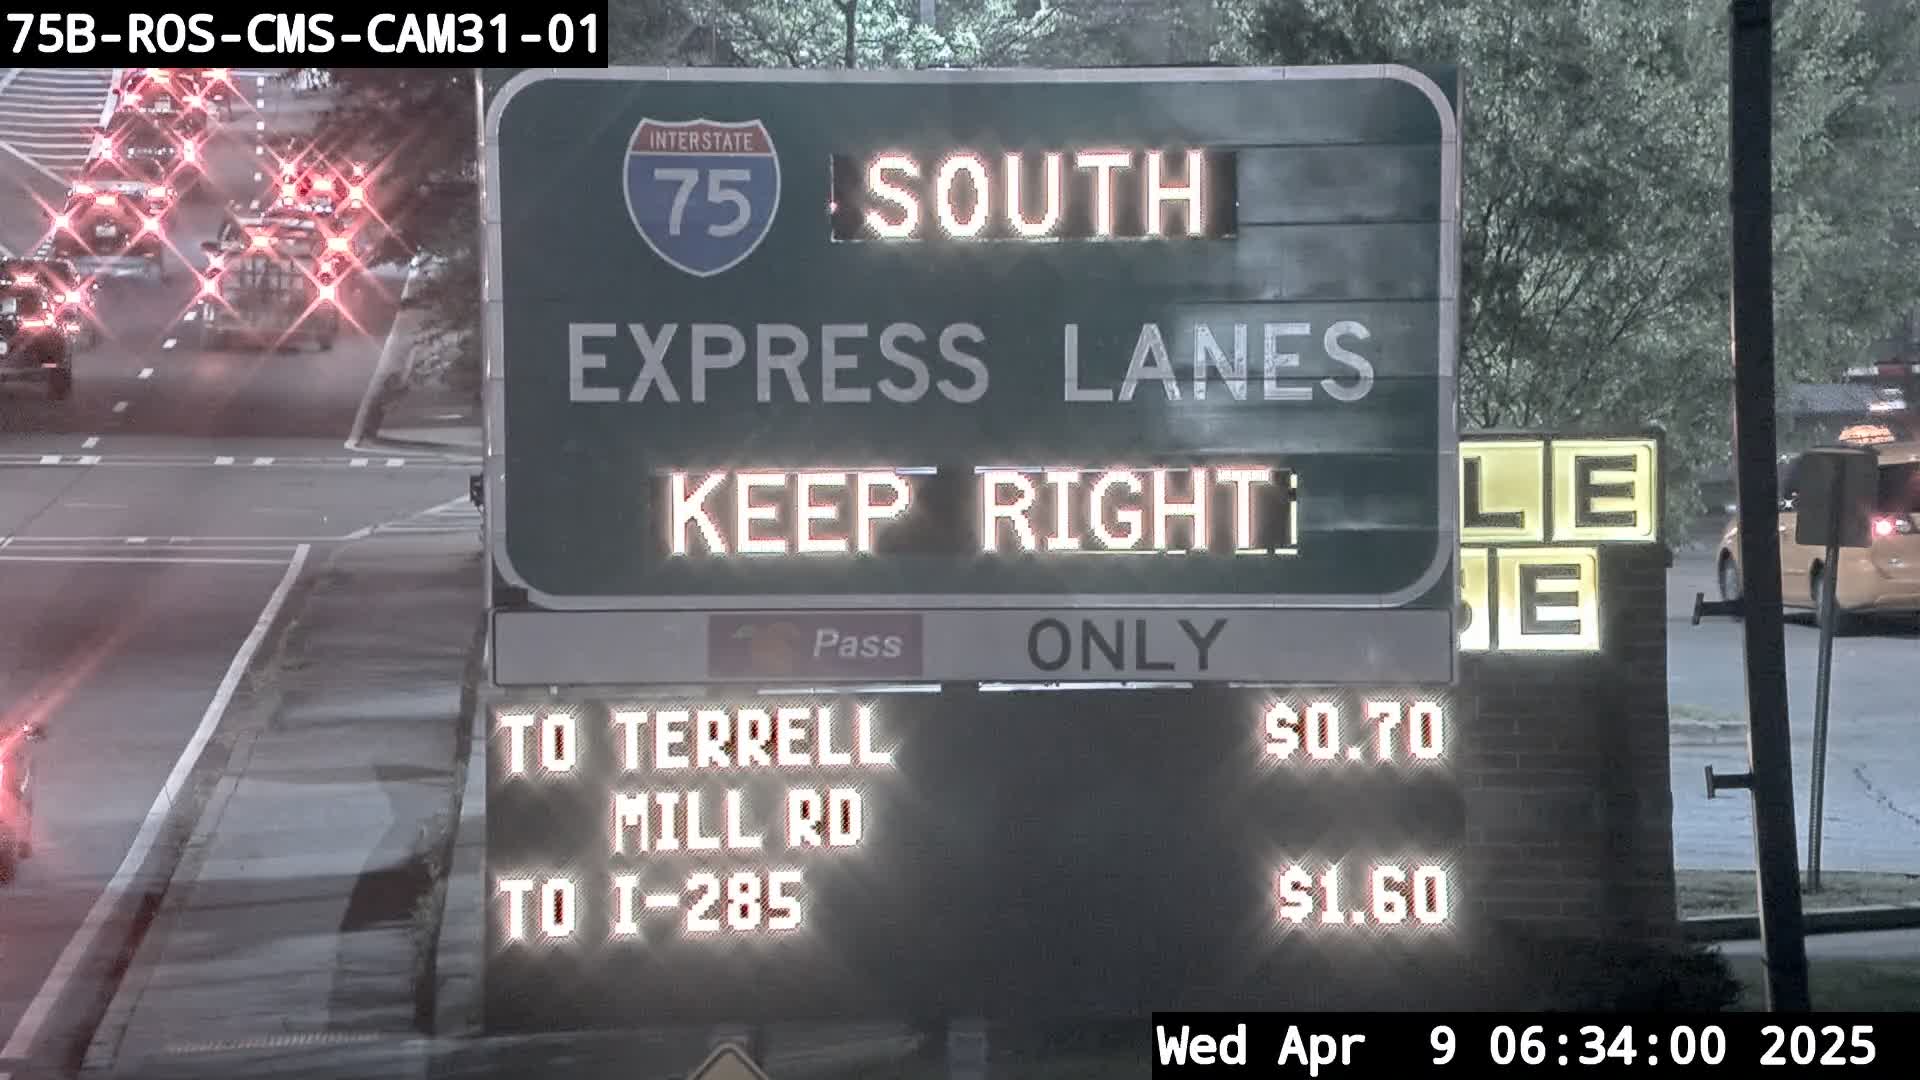 75B-ROS-CMS-CAM31-01
INTERSTATE
75
SOUTH
EXPRESS LANES
KEEP RIGHT
Pass ONLY
TO TERRELL $0.70
MILL RD
TO I-285 $1.60
LE
E
Wed Apr 9 06:34:00 2025